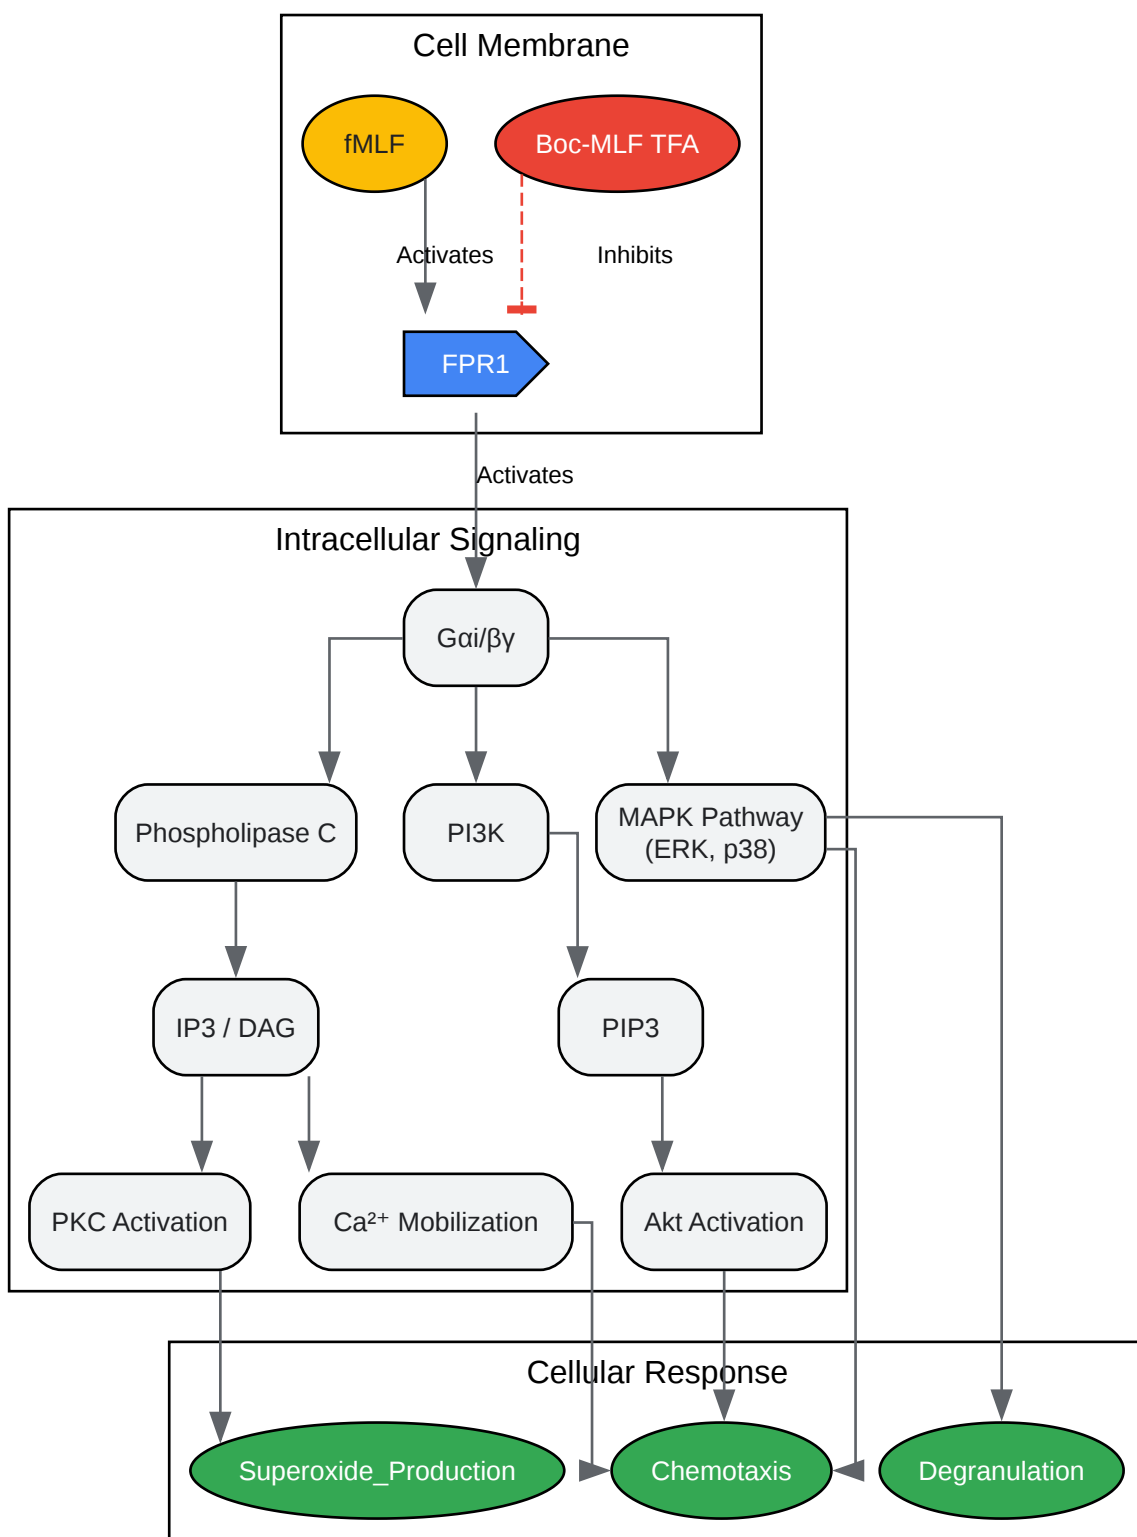 Cell Membrane
fMLF
Boc-MLF TFA
Activates
Inhibits
FPR1
Activates
Intracellular Signaling
Gαi/βγ
Phospholipase C
PI3K
MAPK Pathway
(ERK, p38)
IP3 / DAG
PIP3
PKC Activation
Ca²⁺ Mobilization
Akt Activation
Cellular Response
Superoxide_Production
Chemotaxis
Degranulation